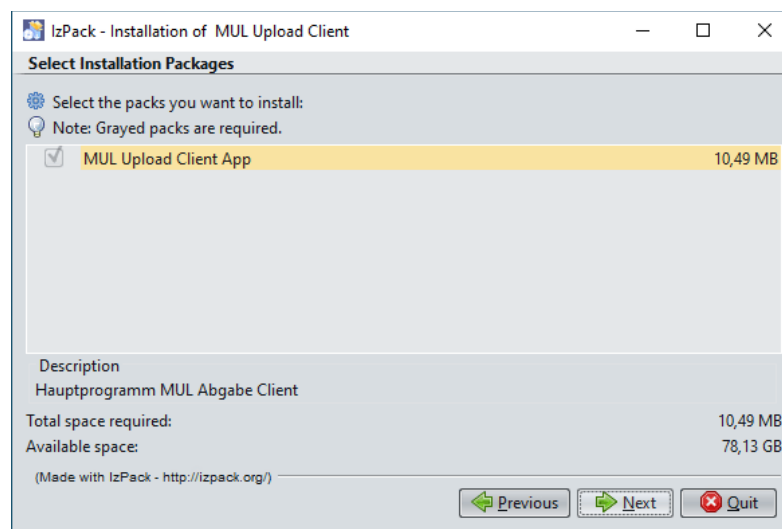 IzPack - Installation of  MUL Upload Client
Select Installation Packages
Select the packs you want to install:
Note: Grayed packs are required.
MUL Upload Client App 10,49 MB
Description
Hauptprogramm MUL Abgabe Client
Total space required: 10,49 MB
Available space: 78,13 GB
(Made with IzPack - http://izpack.org/)
Previous Next Quit